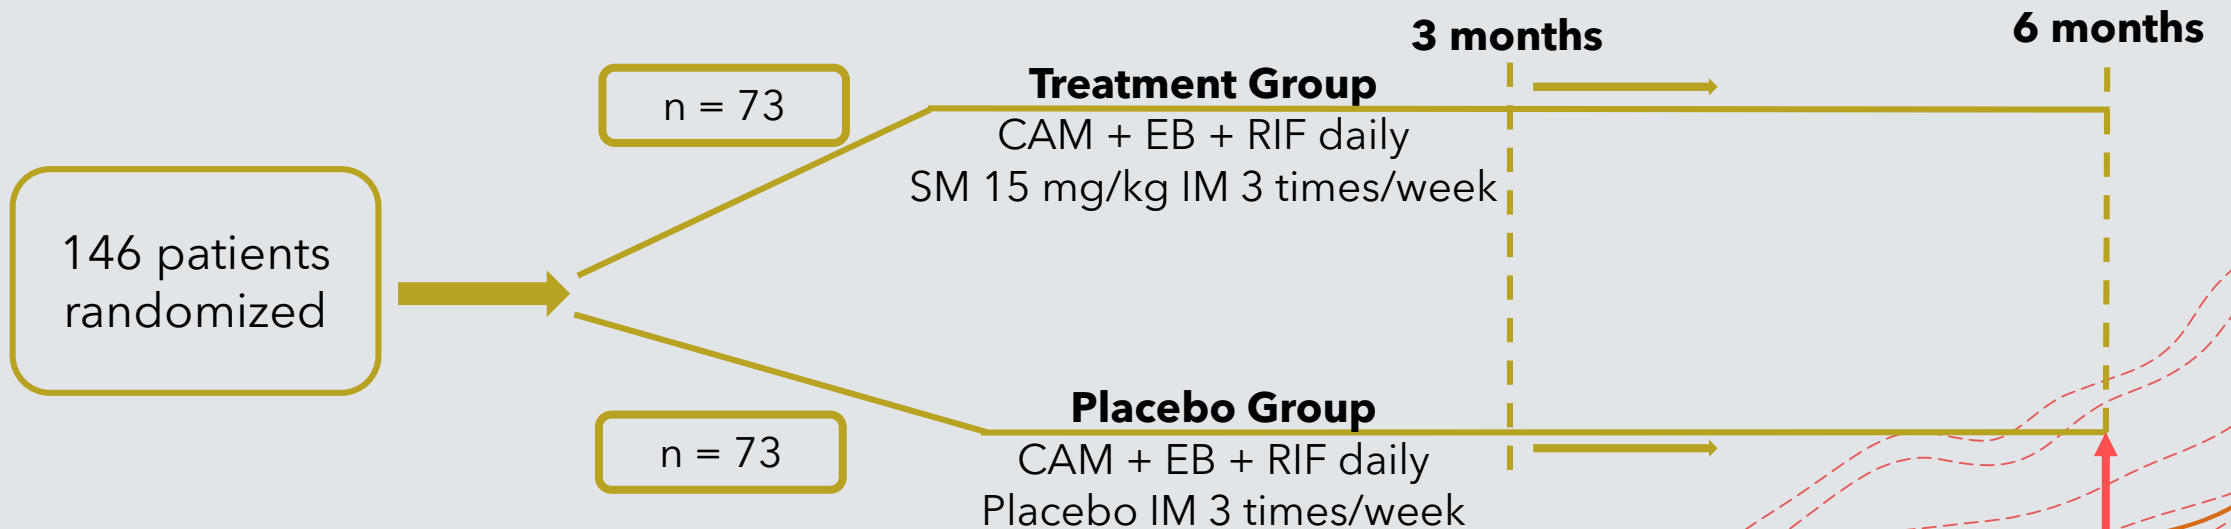 3 months
6 months
n = 73
Treatment Group
CAM + EB + RIF daily
SM 15 mg/kg IM 3 times/week
146 patients
randomized
n = 73
Placebo Group
CAM + EB + RIF daily
Placebo IM 3 times/week